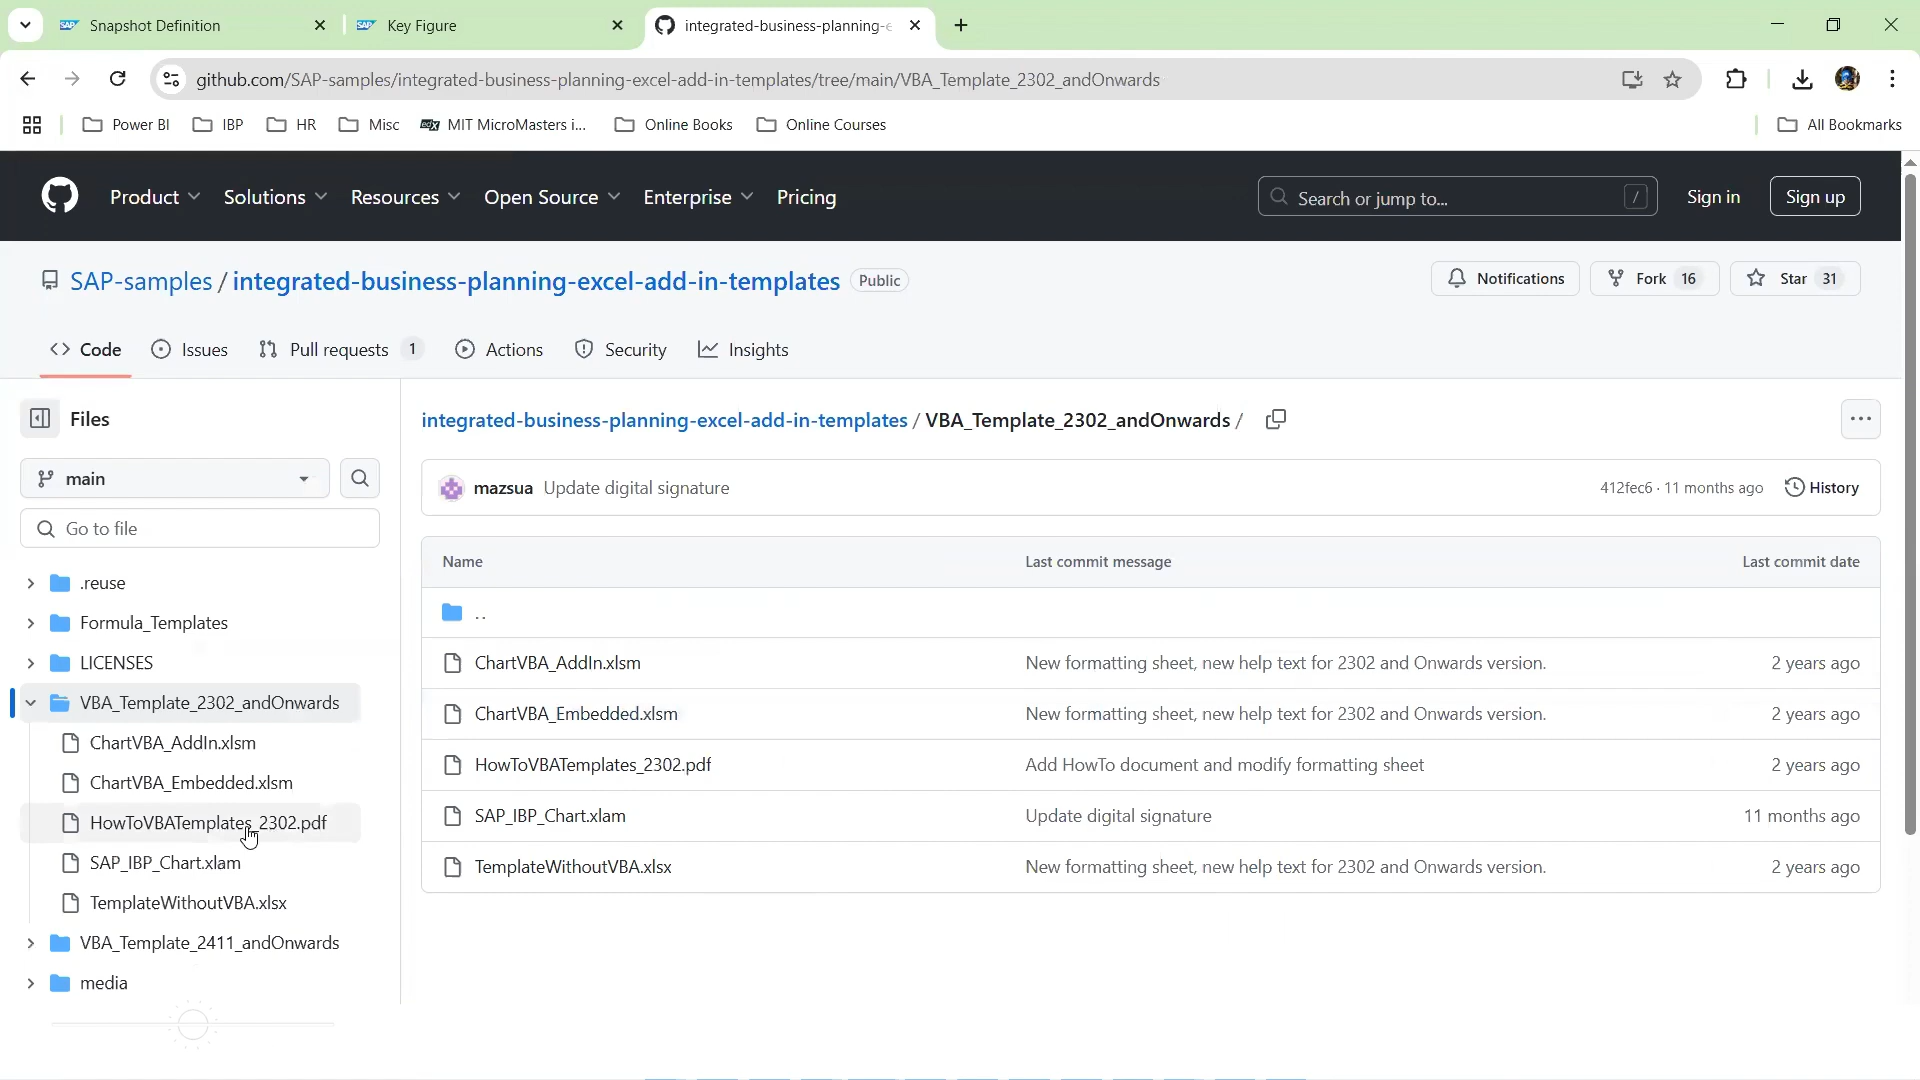 SAP Snapshot Definition
SAP Key Figure
integrated-business-planning-e
github.com/SAP-samples/integrated-business-planning-excel-add-in-templates/tree/main/VBA_Template_2302_andOnwards
Power BI
IBP
HR
Misc
edX MIT MicroMasters i...
Online Books
Online Courses
All Bookmarks
Product
Solutions
Resources
Open Source
Enterprise
Pricing
Search or jump to... /
Sign in
Sign up
SAP-samples / integrated-business-planning-excel-add-in-templates Public
Notifications
Fork 16
Star 31
Code
Issues
Pull requests 1
Actions
Security
Insights
Files
main
Go to file
.reuse
Formula_Templates
LICENSES
VBA_Template_2302_andOnwards
ChartVBA_AddIn.xlsm
ChartVBA_Embedded.xlsm
HowToVBATemplates_2302.pdf
SAP_IBP_Chart.xlam
TemplateWithoutVBA.xlsx
VBA_Template_2411_andOnwards
media
integrated-business-planning-excel-add-in-templates / VBA_Template_2302_andOnwards /
mazsua Update digital signature 412fec6 · 11 months ago History
Name Last commit message Last commit date
..
ChartVBA_AddIn.xlsm New formatting sheet, new help text for 2302 and Onwards version. 2 years ago
ChartVBA_Embedded.xlsm New formatting sheet, new help text for 2302 and Onwards version. 2 years ago
HowToVBATemplates_2302.pdf Add HowTo document and modify formatting sheet 2 years ago
SAP_IBP_Chart.xlam Update digital signature 11 months ago
TemplateWithoutVBA.xlsx New formatting sheet, new help text for 2302 and Onwards version. 2 years ago